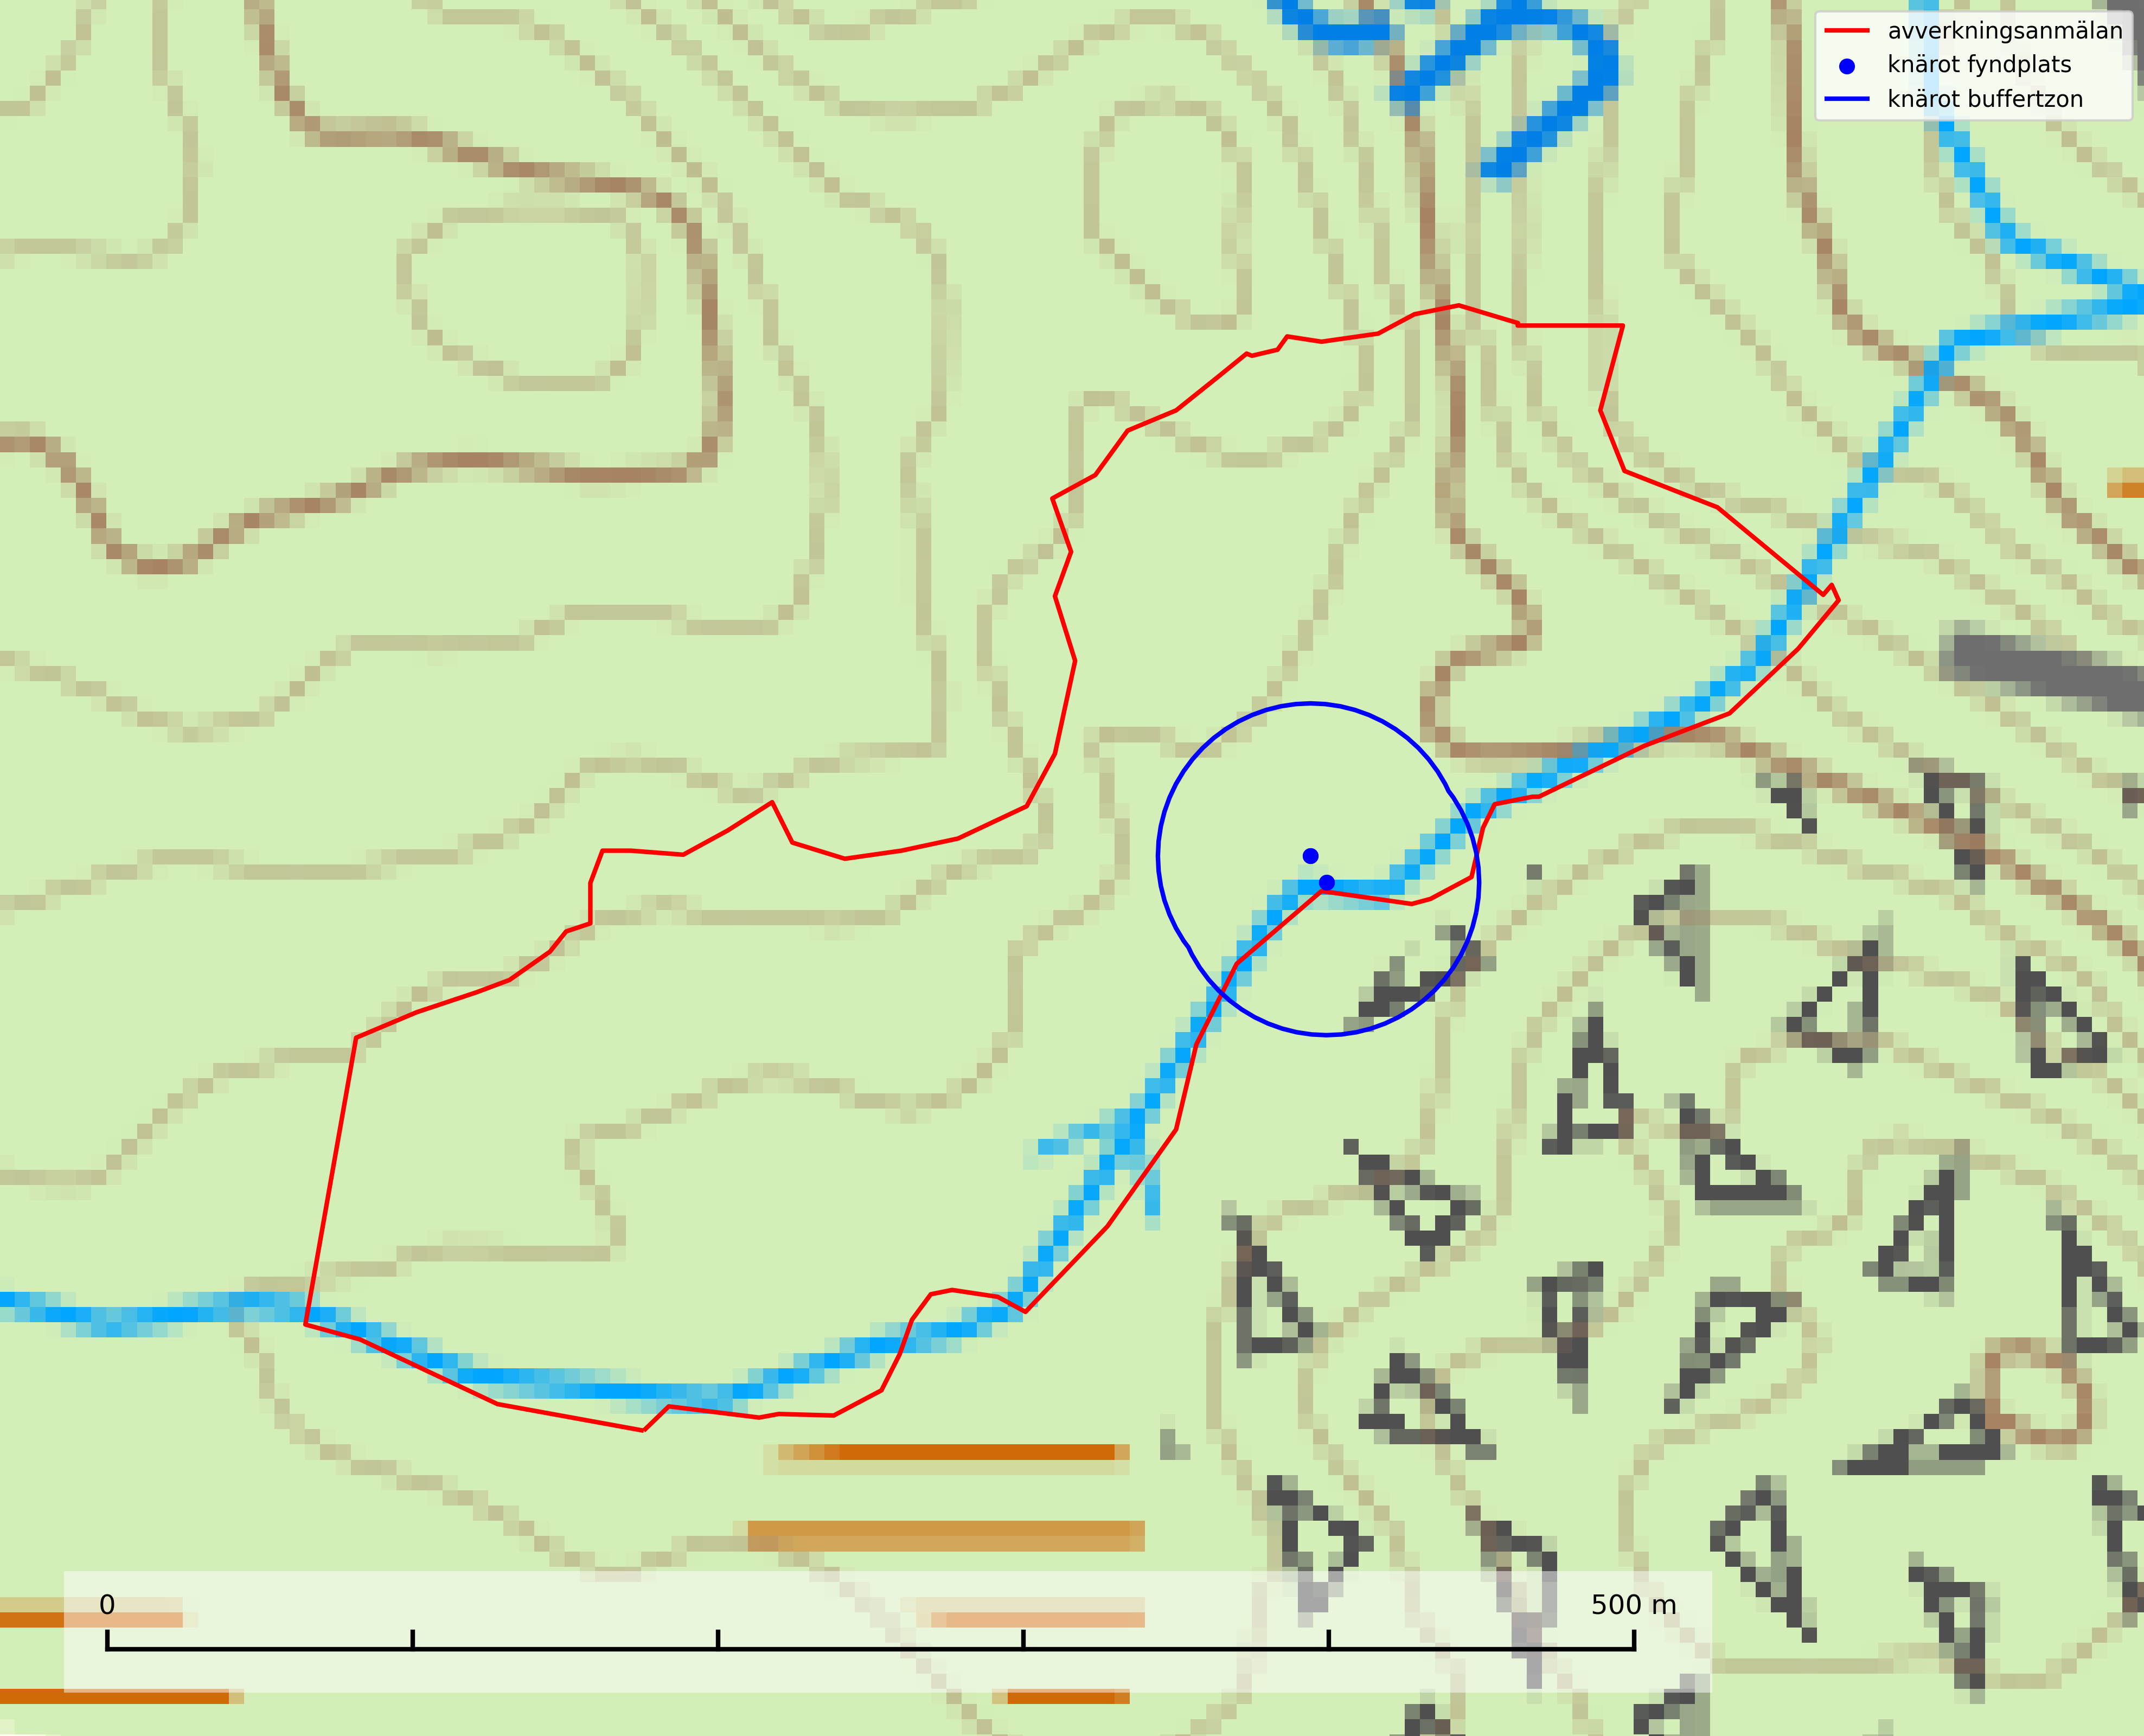 avverkningsanmälan
knärot fyndplats
knärot buffertzon
0
500 m